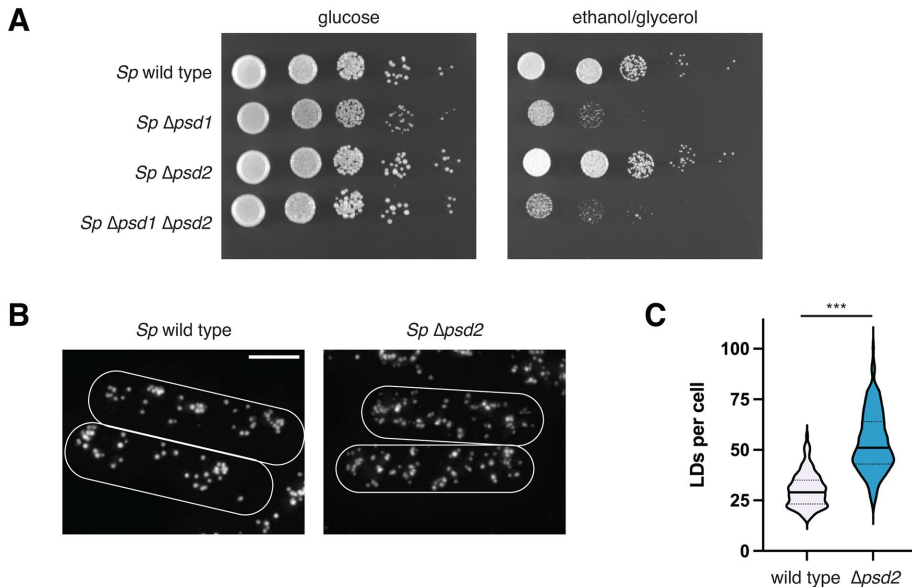 A
glucose
ethanol/glycerol
Sp wild type
Sp Δpsd1
Sp Δpsd2
Sp Δpsd1 Δpsd2
B
Sp wild type
Sp Δpsd2
C
***
LDs per cell
100
75
50
25
0
wild type
Δpsd2